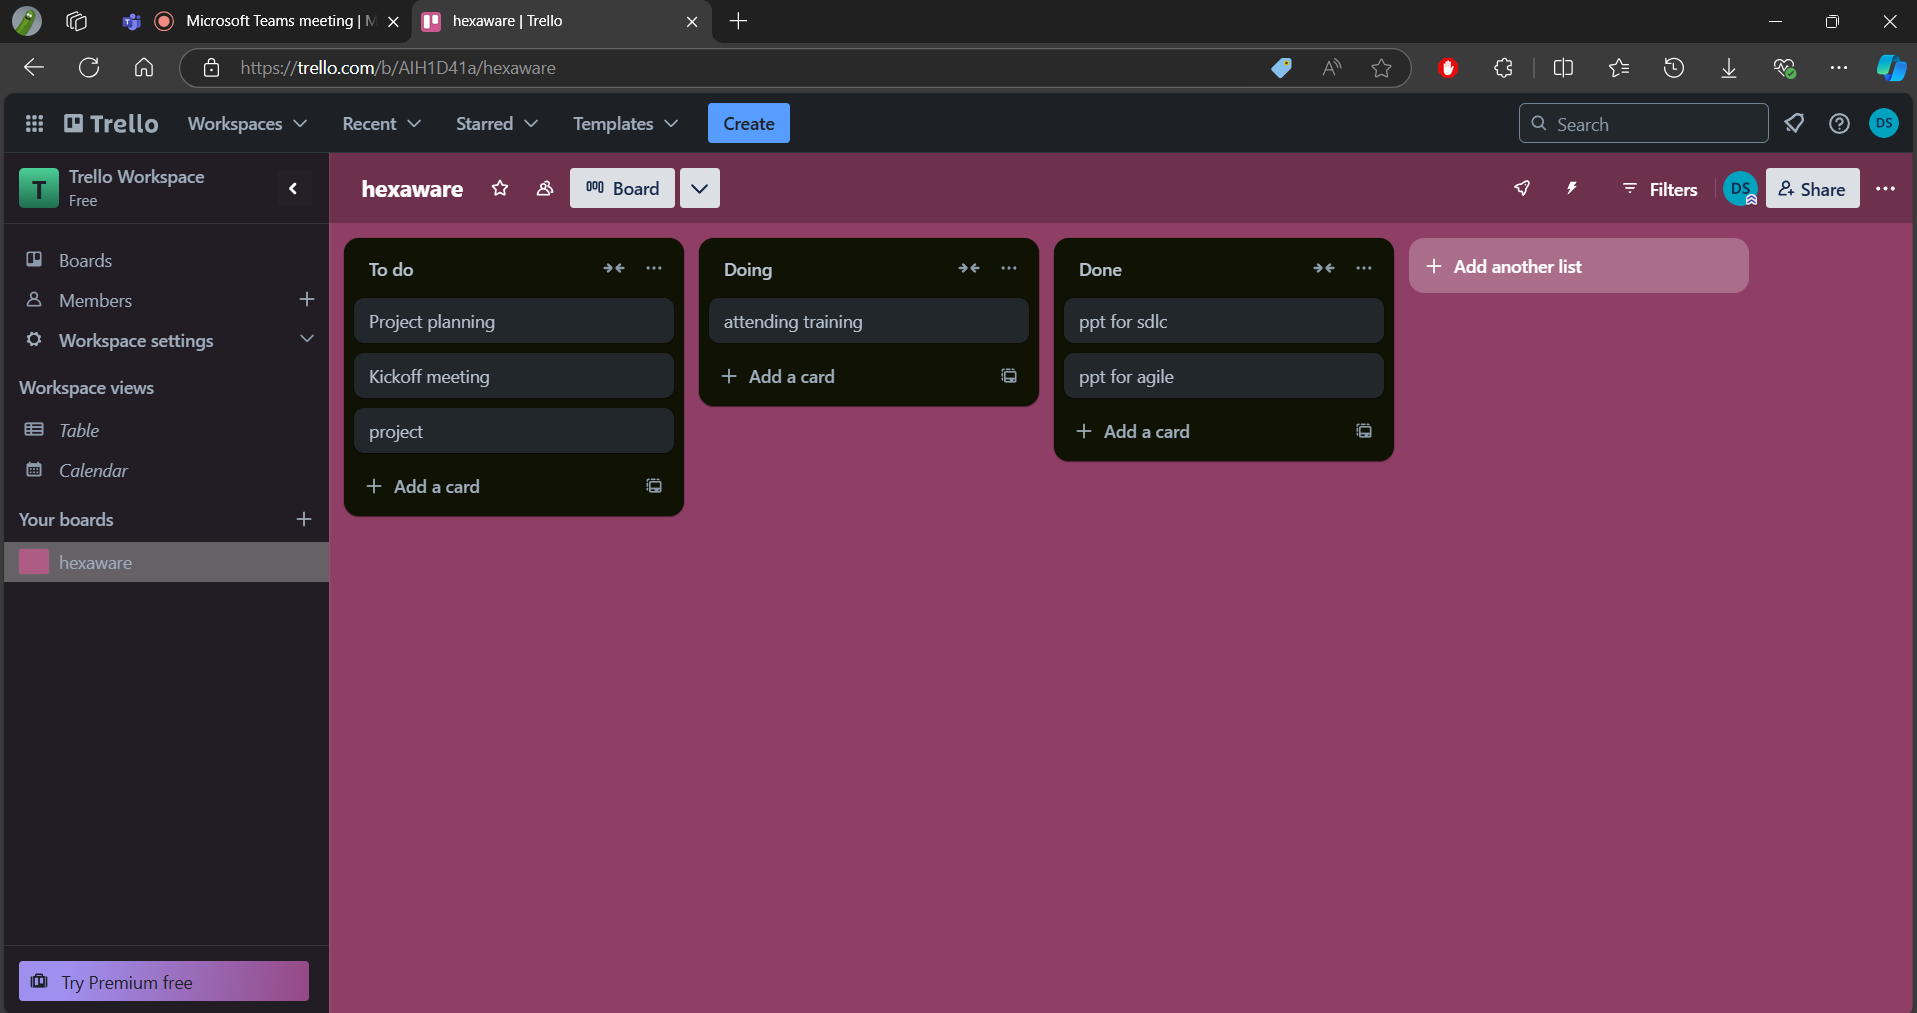 Microsoft Teams meeting |
hexaware | Trello
https://trello.com/b/AIH1D41a/hexaware
Trello
Workspaces
Recent
Starred
Templates
Create
Search
DS
T
Trello Workspace
Free
hexaware
Board
Filters
DS
Share
Boards
Members
Workspace settings
Workspace views
Table
Calendar
Your boards
hexaware
Try Premium free
To do
Project planning
Kickoff meeting
project
Add a card
Doing
attending training
Add a card
Done
ppt for sdlc
ppt for agile
Add a card
Add another list